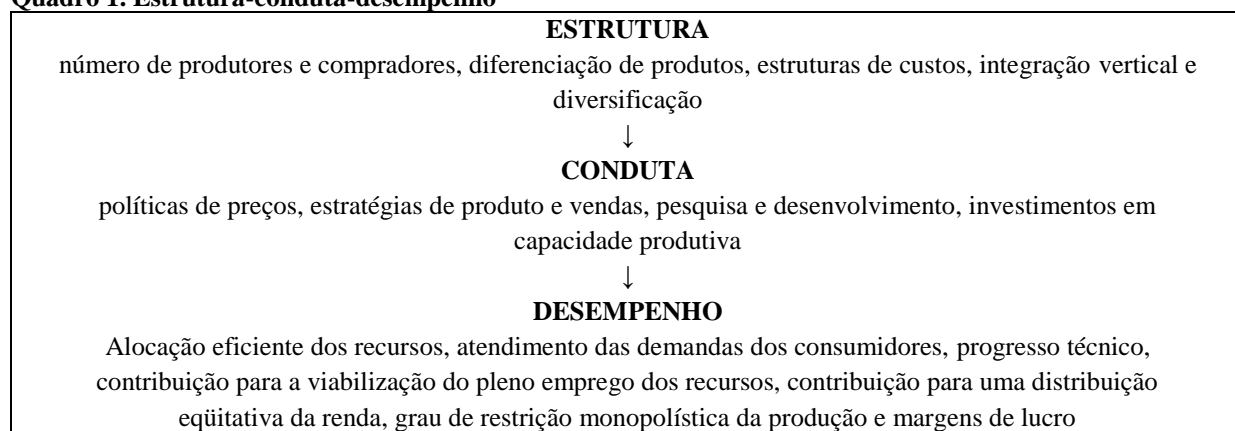 Quadro 1. Estrutura-conduta-desempenho
ESTRUTURA
número de produtores e compradores, diferenciação de produtos, estruturas de custos, integração vertical e
diversificação
↓
CONDUTA
políticas de preços, estratégias de produto e vendas, pesquisa e desenvolvimento, investimentos em
capacidade produtiva
↓
DESEMPENHO
Alocação eficiente dos recursos, atendimento das demandas dos consumidores, progresso técnico,
contribuição para a viabilização do pleno emprego dos recursos, contribuição para uma distribuição
eqüitativa da renda, grau de restrição monopolística da produção e margens de lucro